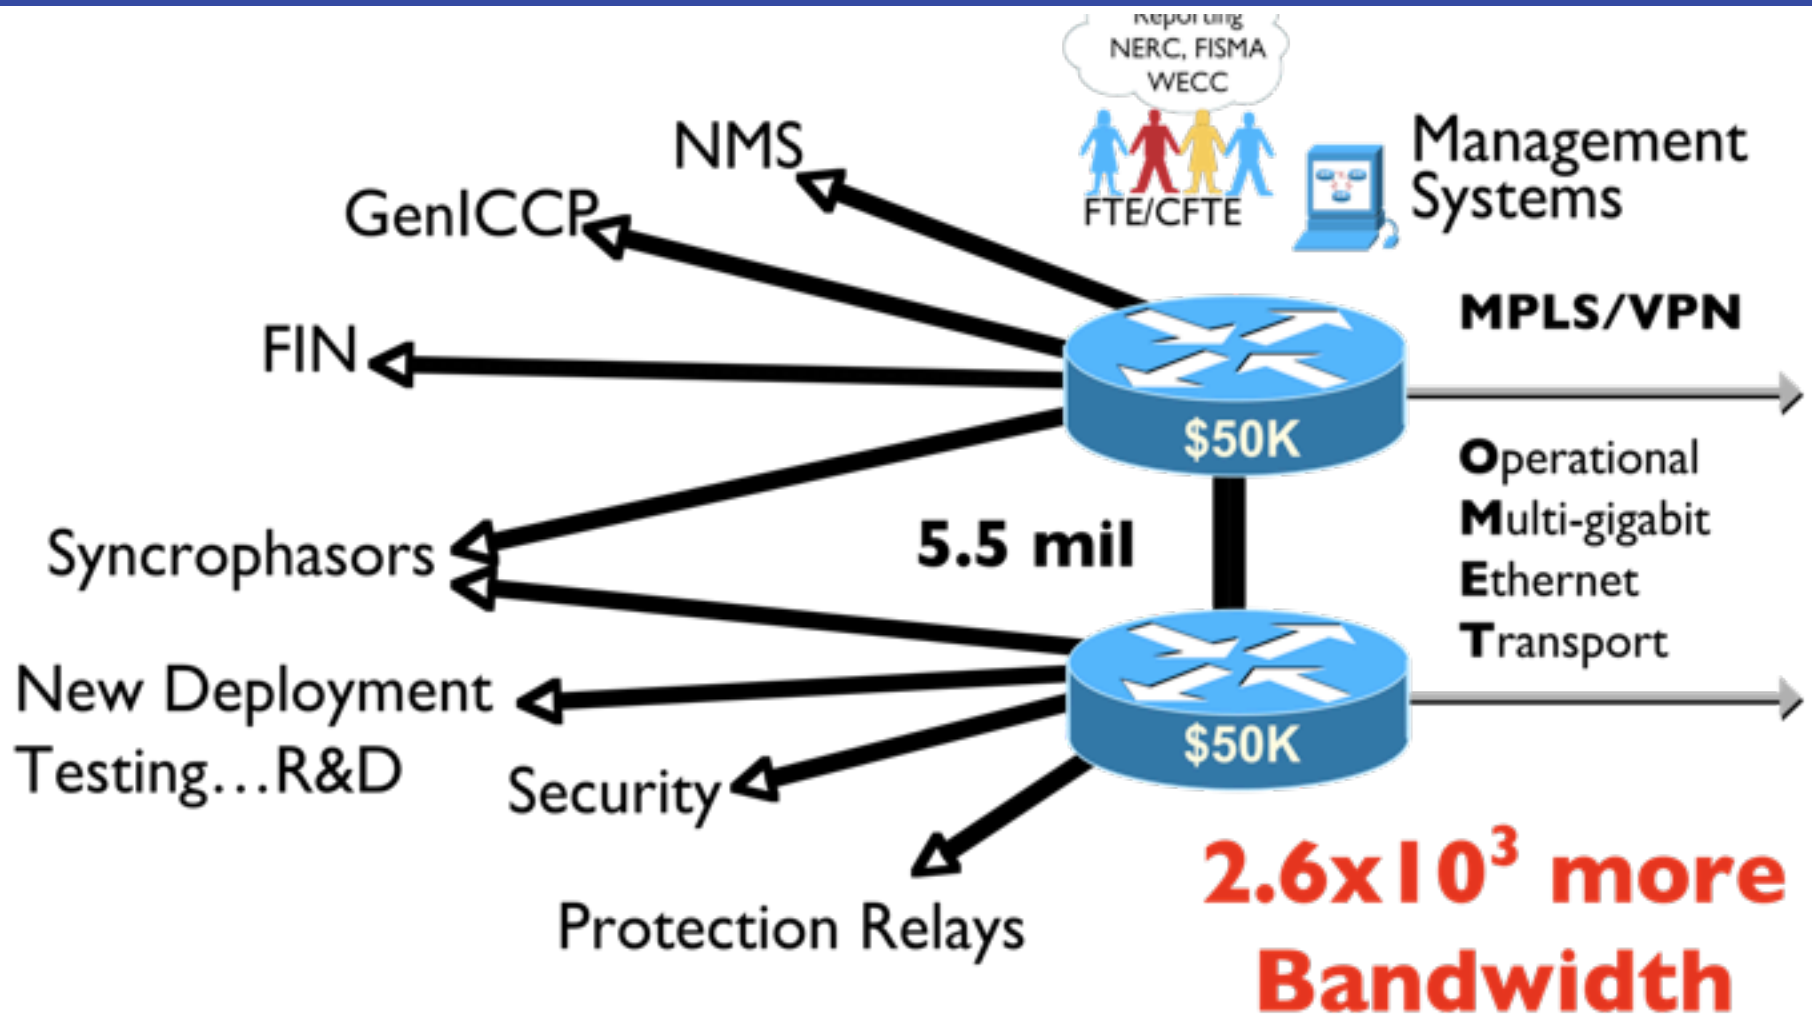 Reporting
NERC, FISMA
WECC
FTE/CFTE
Management
Systems
NMS
GenICCP
FIN
Syncrophasors
New Deployment
Testing...R&D
Security
Protection Relays
$50K
5.5 mil
$50K
MPLS/VPN
Operational
Multi-gigabit
Ethernet
Transport
2.6x10³ more
Bandwidth